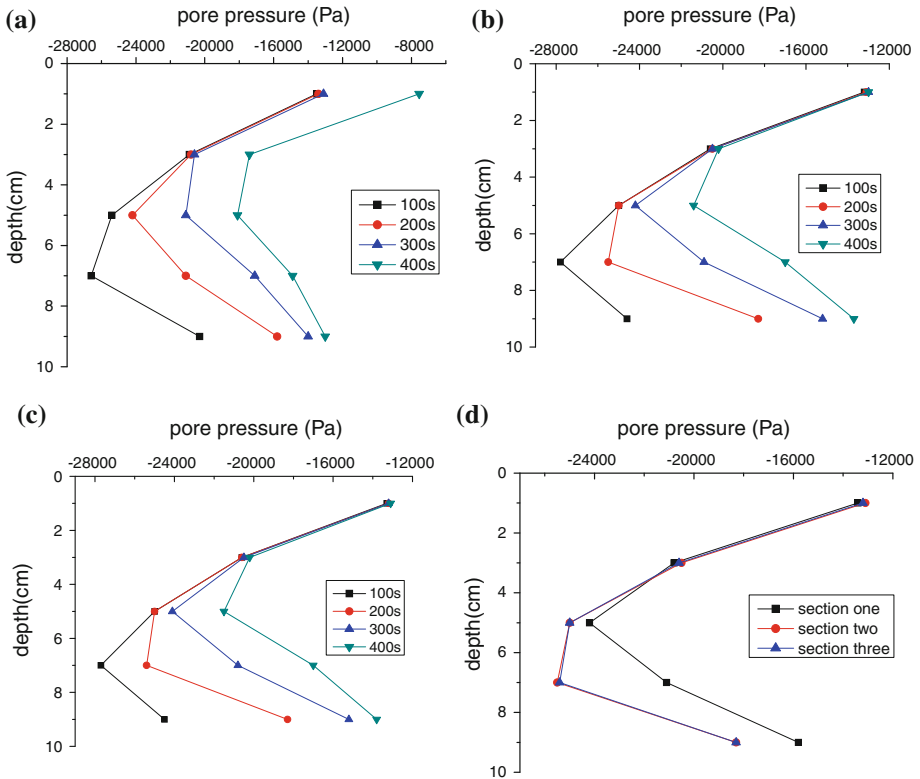 (a)
pore pressure (Pa)
-28000 -24000 -20000 -16000 -12000 -8000
0
2
4
6
8
10
depth(cm)
100s
200s
300s
400s
(b)
pore pressure (Pa)
-28000 -24000 -20000 -16000 -12000
0
2
4
6
8
10
depth(cm)
100s
200s
300s
400s
(c)
pore pressure (Pa)
-28000 -24000 -20000 -16000 -12000
0
2
4
6
8
10
depth(cm)
100s
200s
300s
400s
(d)
pore pressure (Pa)
-24000 -20000 -16000 -12000
0
2
4
6
8
10
depth(cm)
section one
section two
section three